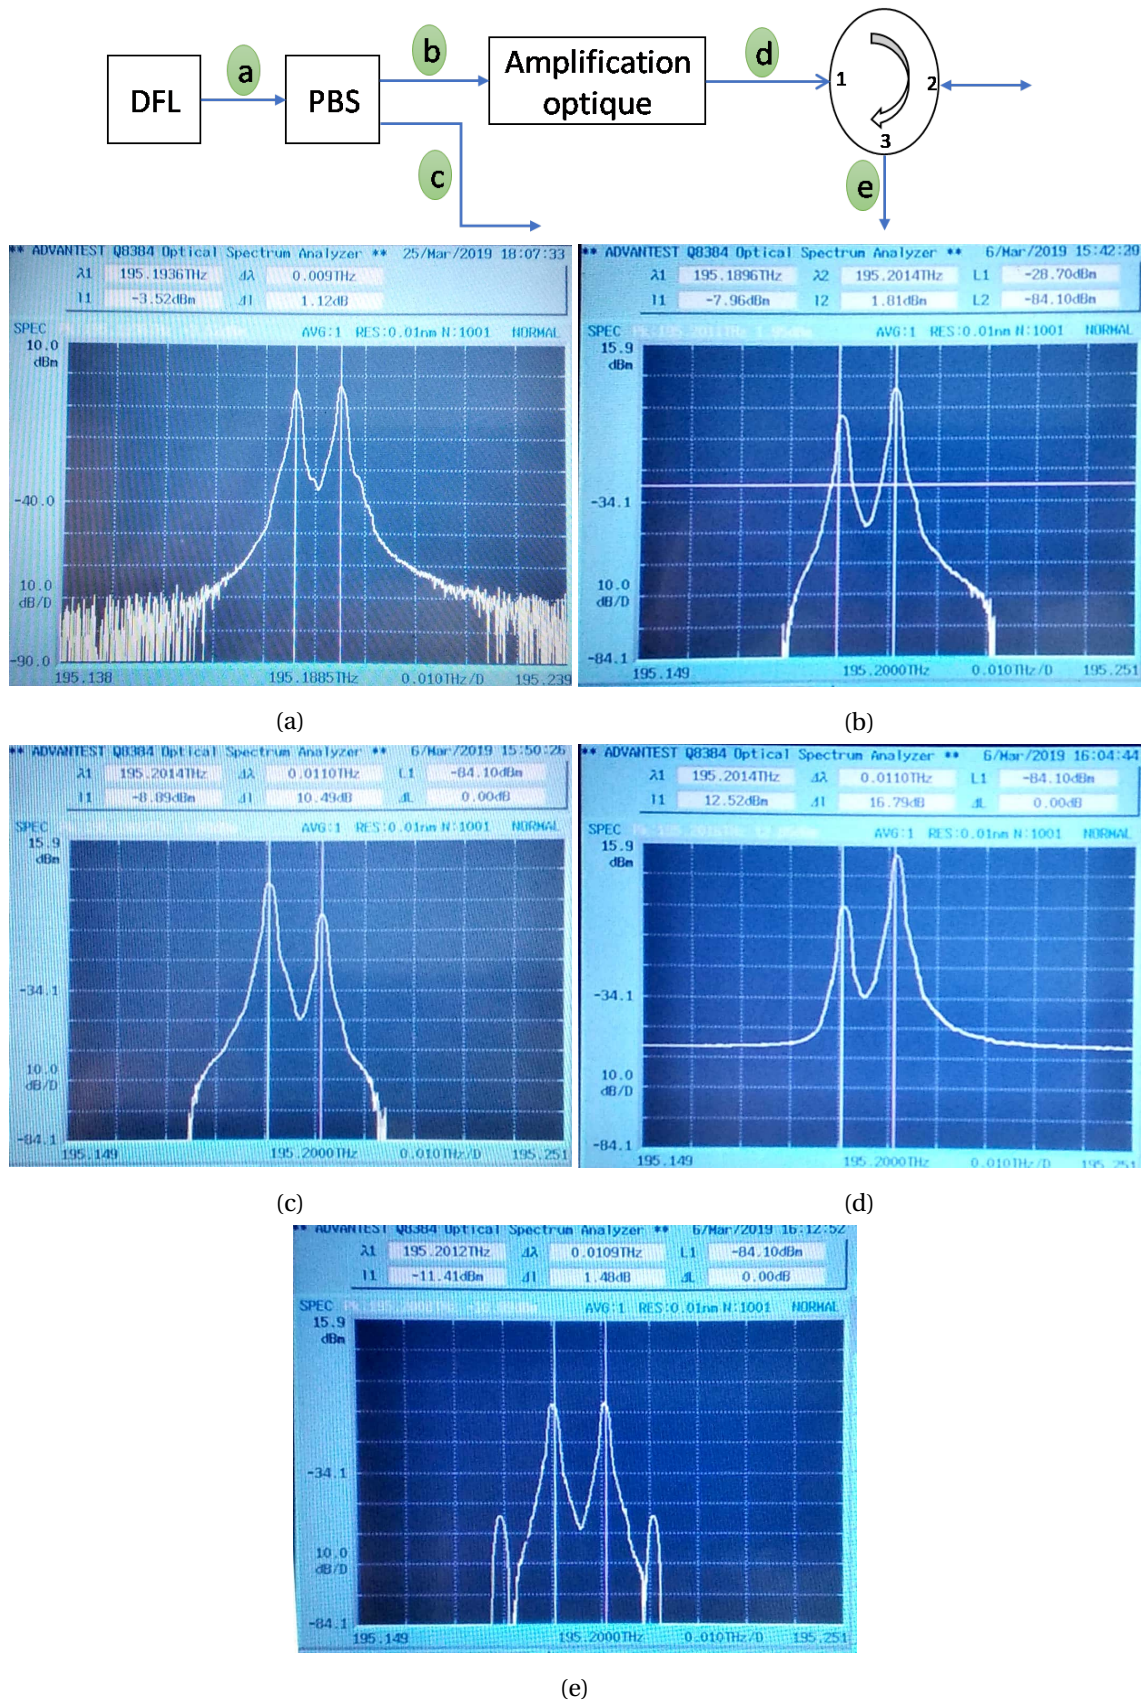 a
b
c
d
e
DFL
PBS
Amplification
optique
1
2
3
** ADVANTEST Q8384 Optical Spectrum Analyzer ** 25/Mar/2019 18:07:33
λ1 195.1936THz Δλ 0.009THz
l1 -3.52dBm Δl 1.12dB
SPEC AVG:1 RES:0.01nm N:1001 NORMAL
10.0
dBm
-40.0
10.0
dB/D
-90.0
195.138 195.1885THz 0.010THz/D 195.239
(a)
** ADVANTEST Q8384 Optical Spectrum Analyzer ** 6/Mar/2019 15:42:29
λ1 195.1896THz λ2 195.2014THz L1 -28.70dBm
l1 -7.96dBm l2 1.81dBm L2 -84.10dBm
SPEC AVG:1 RES:0.01nm N:1001 NORMAL
15.9
dBm
-34.1
10.0
dB/D
-84.1
195.149 195.2000THz 0.010THz/D 195.251
(b)
** ADVANTEST Q8384 Optical Spectrum Analyzer ** 6/Mar/2019 15:50:26
λ1 195.2014THz Δλ 0.0110THz L1 -84.10dBm
l1 -8.89dBm Δl 10.49dB ΔL 0.00dB
SPEC AVG:1 RES:0.01nm N:1001 NORMAL
15.9
dBm
-34.1
10.0
dB/D
-84.1
195.149 195.2000THz 0.010THz/D 195.251
(c)
** ADVANTEST Q8384 Optical Spectrum Analyzer ** 6/Mar/2019 16:04:44
λ1 195.2014THz Δλ 0.0110THz L1 -84.10dBm
l1 12.52dBm Δl 16.79dB ΔL 0.00dB
SPEC AVG:1 RES:0.01nm N:1001 NORMAL
15.9
dBm
-34.1
10.0
dB/D
-84.1
195.149 195.2000THz 0.010THz/D 195.251
(d)
** ADVANTEST Q8384 Optical Spectrum Analyzer ** 6/Mar/2019 16:12:52
λ1 195.2012THz Δλ 0.0109THz L1 -84.10dBm
l1 -11.41dBm Δl 1.48dB ΔL 0.00dB
SPEC AVG:1 RES:0.01nm N:1001 NORMAL
15.9
dBm
-34.1
10.0
dB/D
-84.1
195.149 195.2000THz 0.010THz/D 195.251
(e)